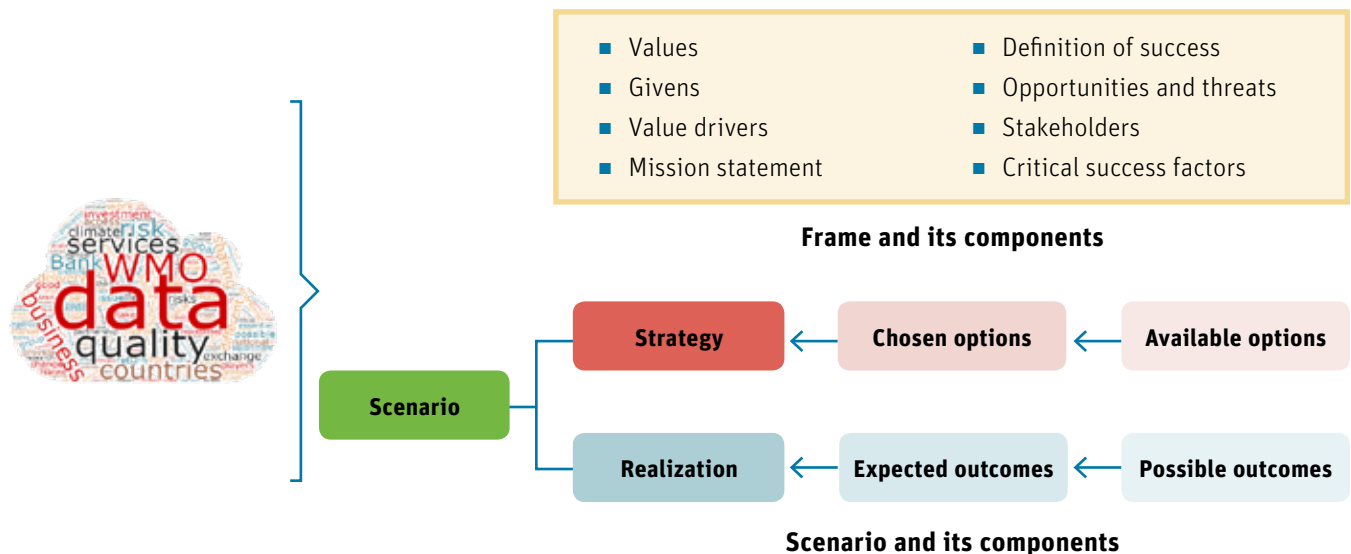 Values
Givens
Value drivers
Mission statement
Definition of success
Opportunities and threats
Stakeholders
Critical success factors
Frame and its components
investment
climate risk
services
Bank WMO
data
risks
business
quality
exchange
countries
Scenario
Strategy
Chosen options
Available options
Realization
Expected outcomes
Possible outcomes
Scenario and its components